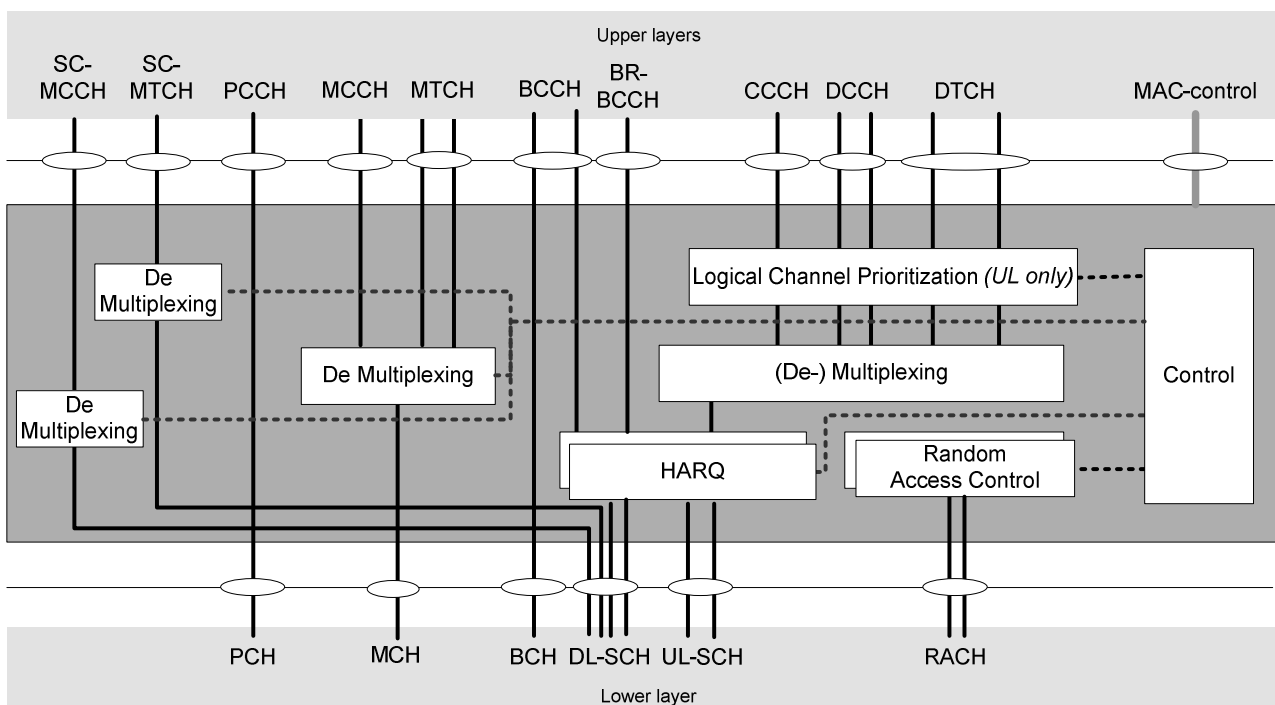 Upper layers
SC-
MCCH
SC-
MTCH
PCCH
MCCH
MTCH
BCCH
BR-
BCCH
CCCH
DCCH
DTCH
MAC-control
De
Multiplexing
Logical Channel Prioritization (UL only)
De Multiplexing
(De-) Multiplexing
Control
De
Multiplexing
HARQ
Random
Access Control
PCH
MCH
BCH
DL-SCH
UL-SCH
RACH
Lower layer